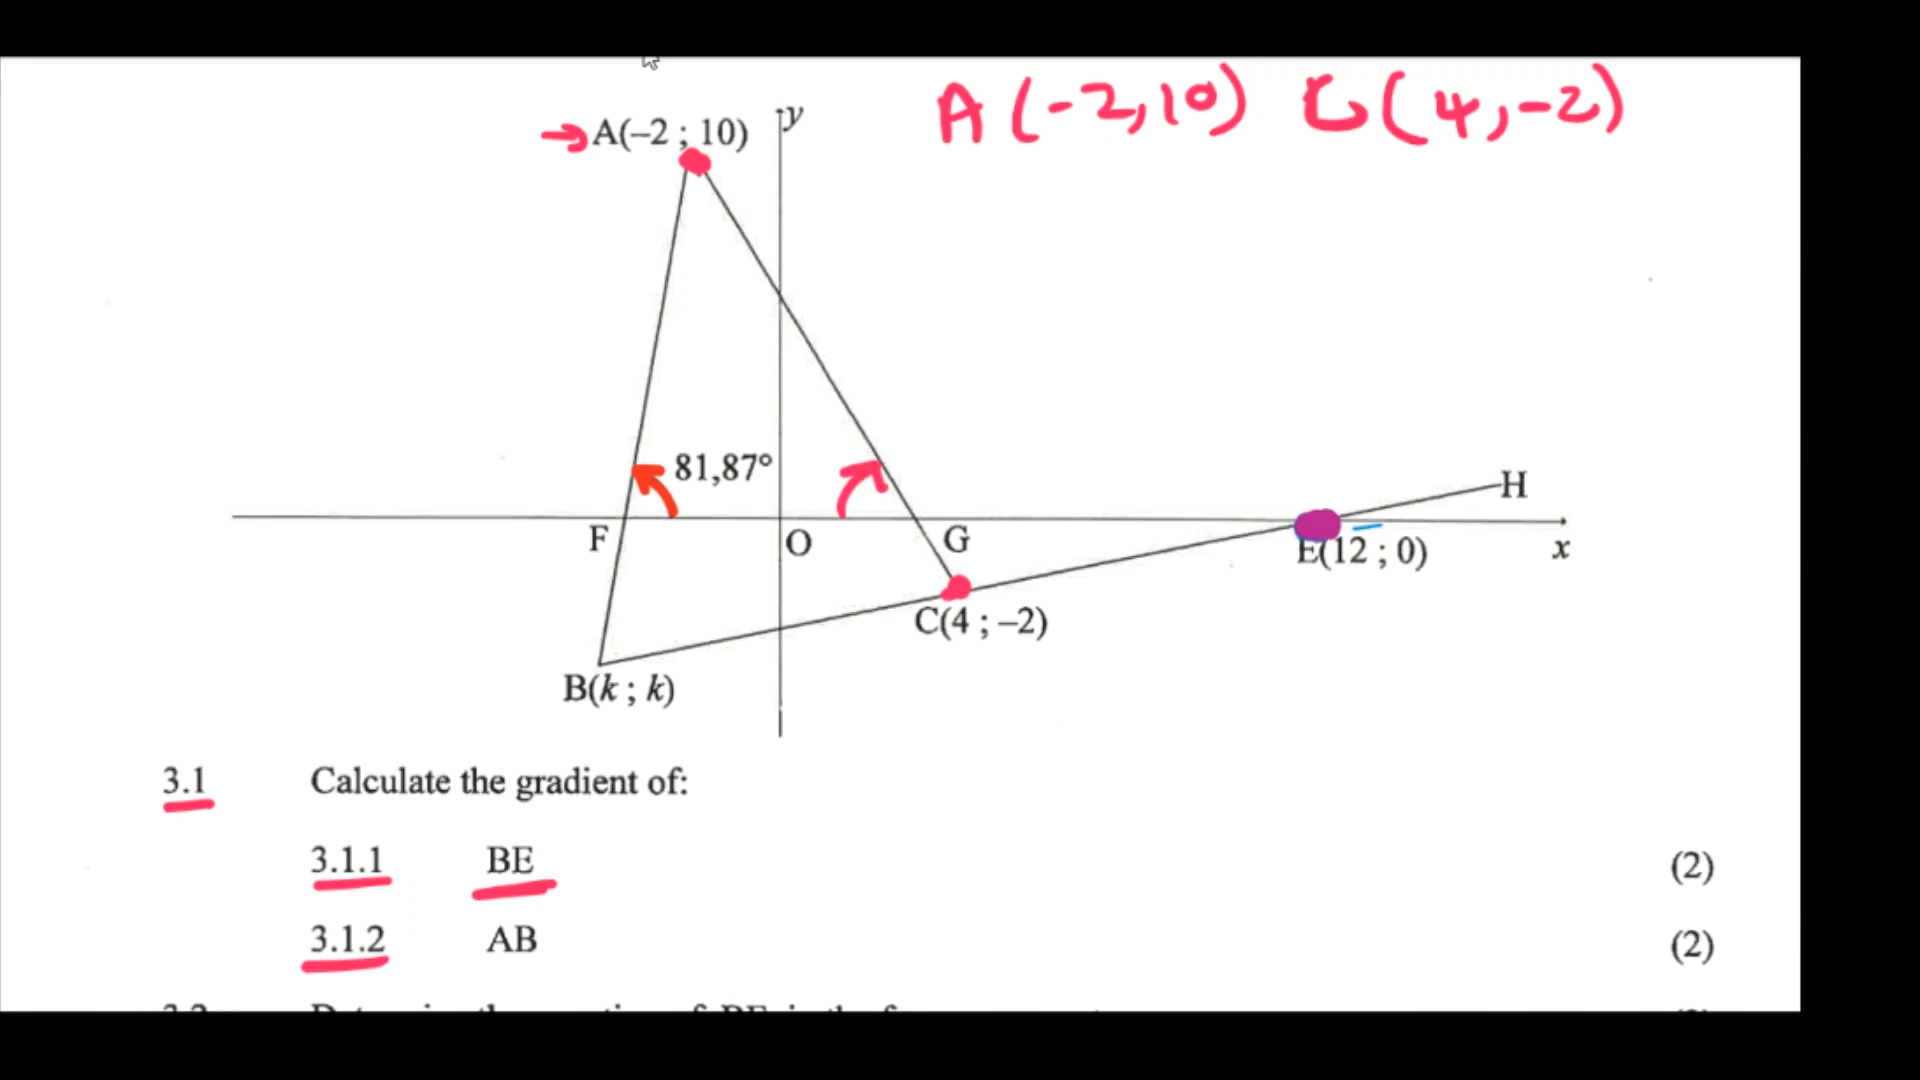 A(-2,10) C(4,-2)
A(–2 ; 10)
y
81,87°
H
F
O
G
E(12 ; 0)
x
C(4 ; –2)
B(k ; k)
3.1 Calculate the gradient of:
3.1.1 BE (2)
3.1.2 AB (2)